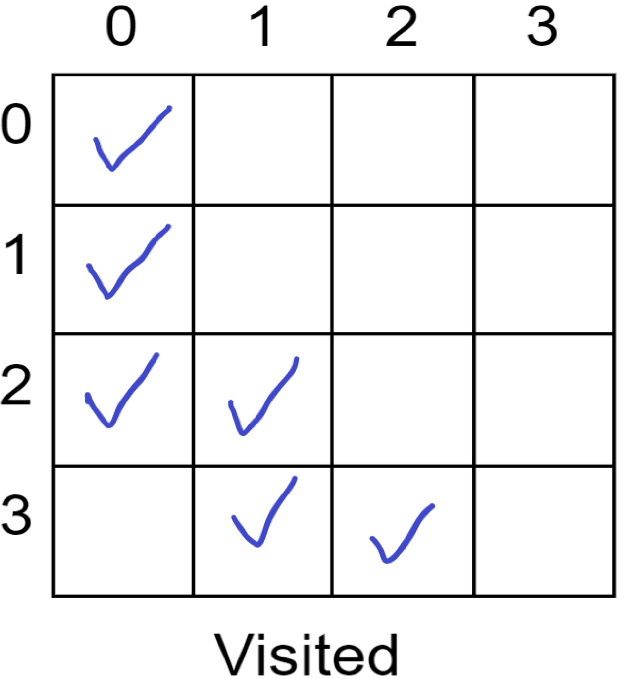 0 1 2 3
0 ✓
1 ✓
2 ✓ ✓
3 ✓ ✓
Visited